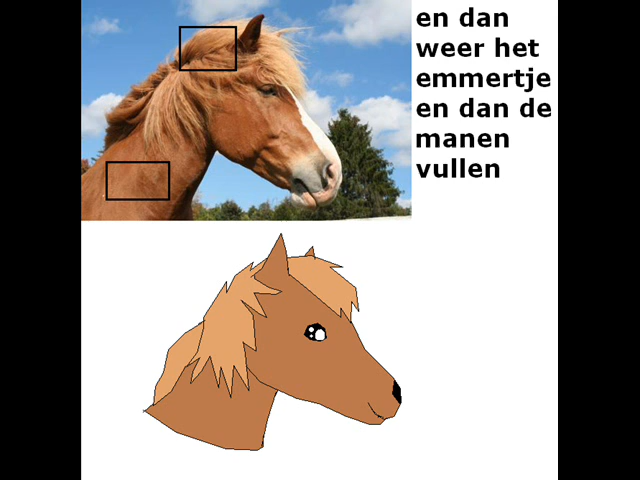 en dan
weer het
emmertje
en dan de
manen
vullen